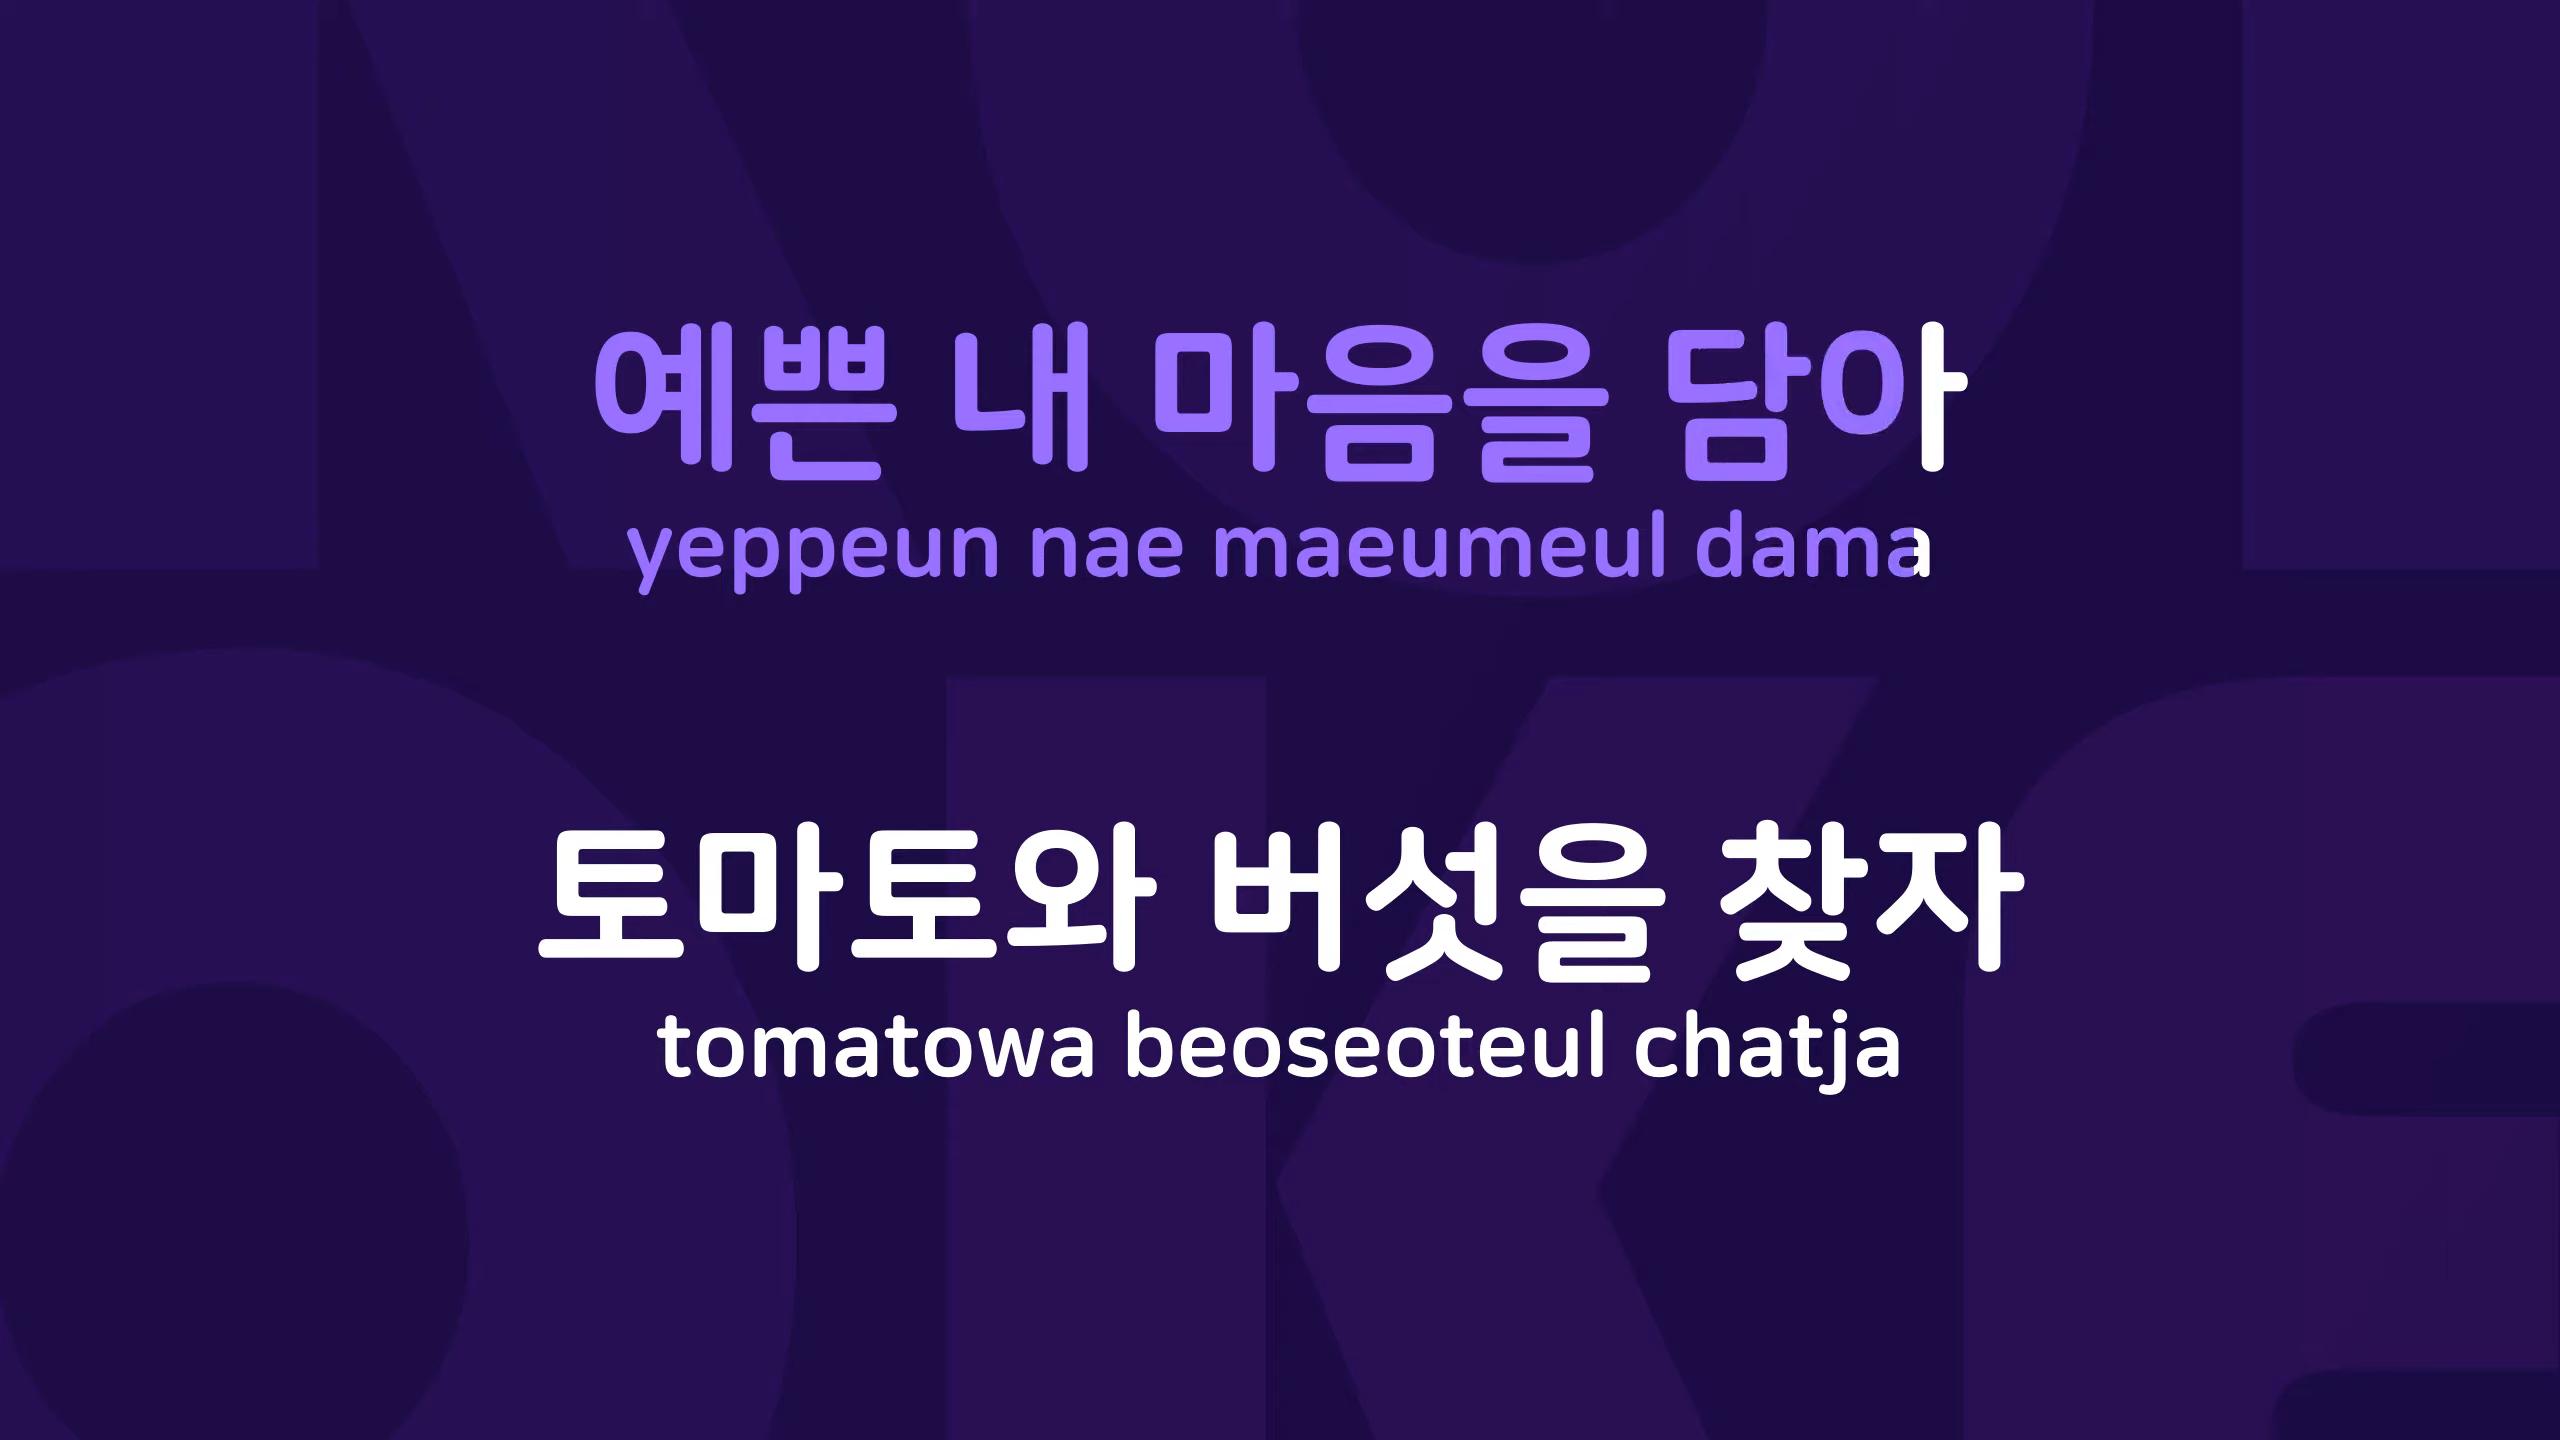 예쁜 내 마음을 담아
yeppeun nae maeumeul dama
토마토와 버섯을 찾자
tomatowa beoseoteul chatja